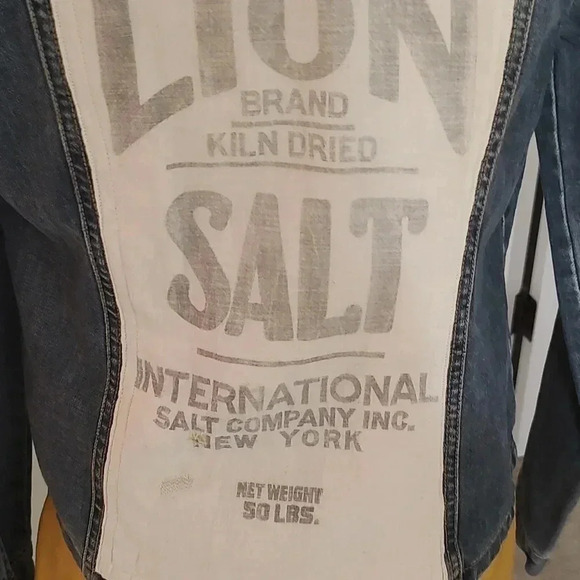 LION
BRAND
KILN DRIED
SALT
INTERNATIONAL
SALT COMPANY INC.
NEW YORK
NET WEIGHT
50 LBS.